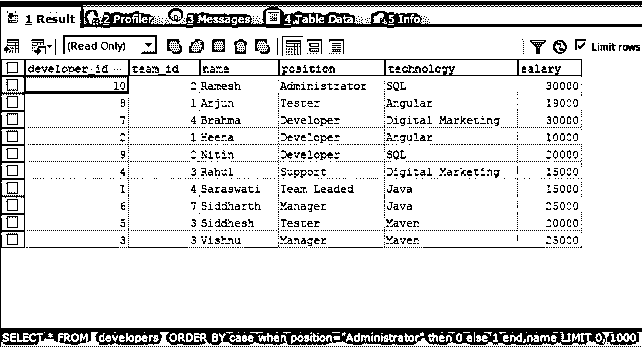 1 Result 2 Profiler 3 Messages 4 Table Data 5 Info
(Read Only) Limit rows
developer_id team_id name position technology salary
10 2 Ramesh Administrator SQL 30000
8 1 Arjun Tester Angular 19000
7 4 Brahma Developer Digital Marketing 30000
2 1 Heena Developer Angular 10000
9 2 Nitin Developer SQL 20000
4 3 Rahul Support Digital Marketing 15000
1 4 Saraswati Team Leaded Java 15000
6 7 Siddharth Manager Java 25000
5 3 Siddhesh Tester Maven 20000
3 3 Vishnu Manager Maven 25000
SELECT * FROM `developers` ORDER BY case when position="Administrator" then 0 else 1 end,name LIMIT 0, 1000